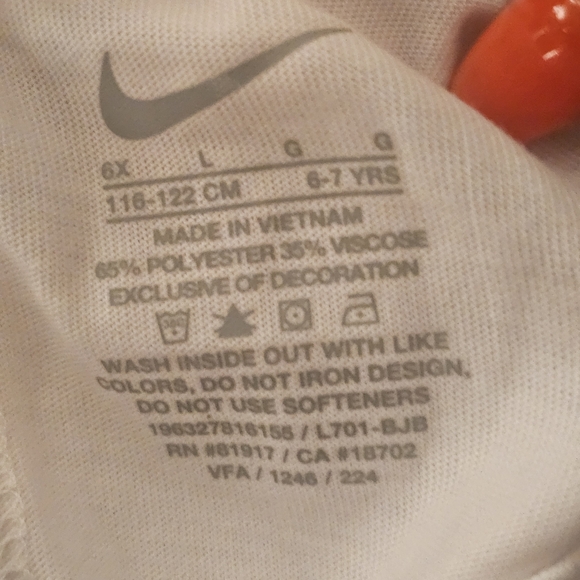 6X L G G
116-122 CM 6-7 YRS
MADE IN VIETNAM
65% POLYESTER 35% VISCOSE
EXCLUSIVE OF DECORATION
WASH INSIDE OUT WITH LIKE
COLORS, DO NOT IRON DESIGN,
DO NOT USE SOFTENERS
196327816156 / L701-BJB
RN #81917 / CA #18702
VFA / 1246 / 224